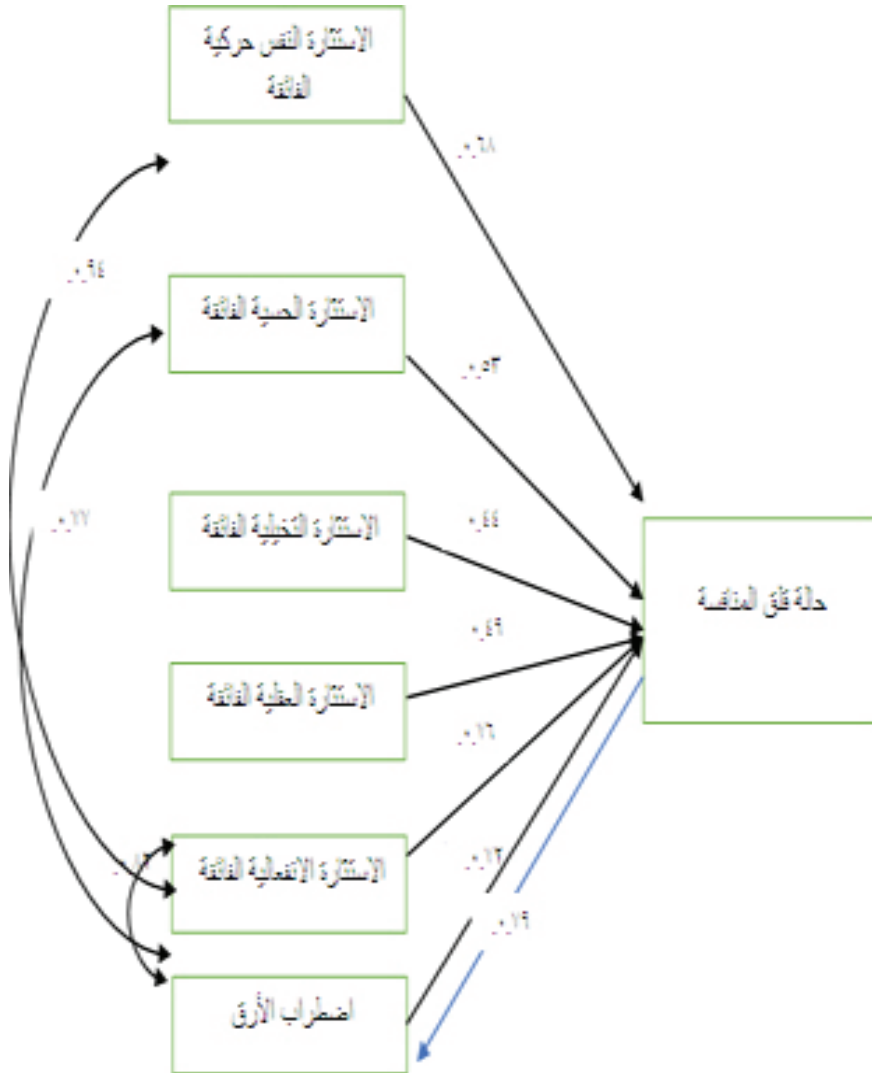 الاستثارة النفس حركية
الفائقة
٠.٦٨
٠.٩٤
الاستثارة الحسية الفائقة
٠.٥٣
٠.٧٧
الاستثارة التخيلية الفائقة
٠.٤٤
حالة قلق المنافسة
٠.٤٩
الاستثارة العقلية الفائقة
٠.١٦
الاستثارة الانفعالية الفائقة
٠.١٢
٠.١٩
اضطراب الأرق